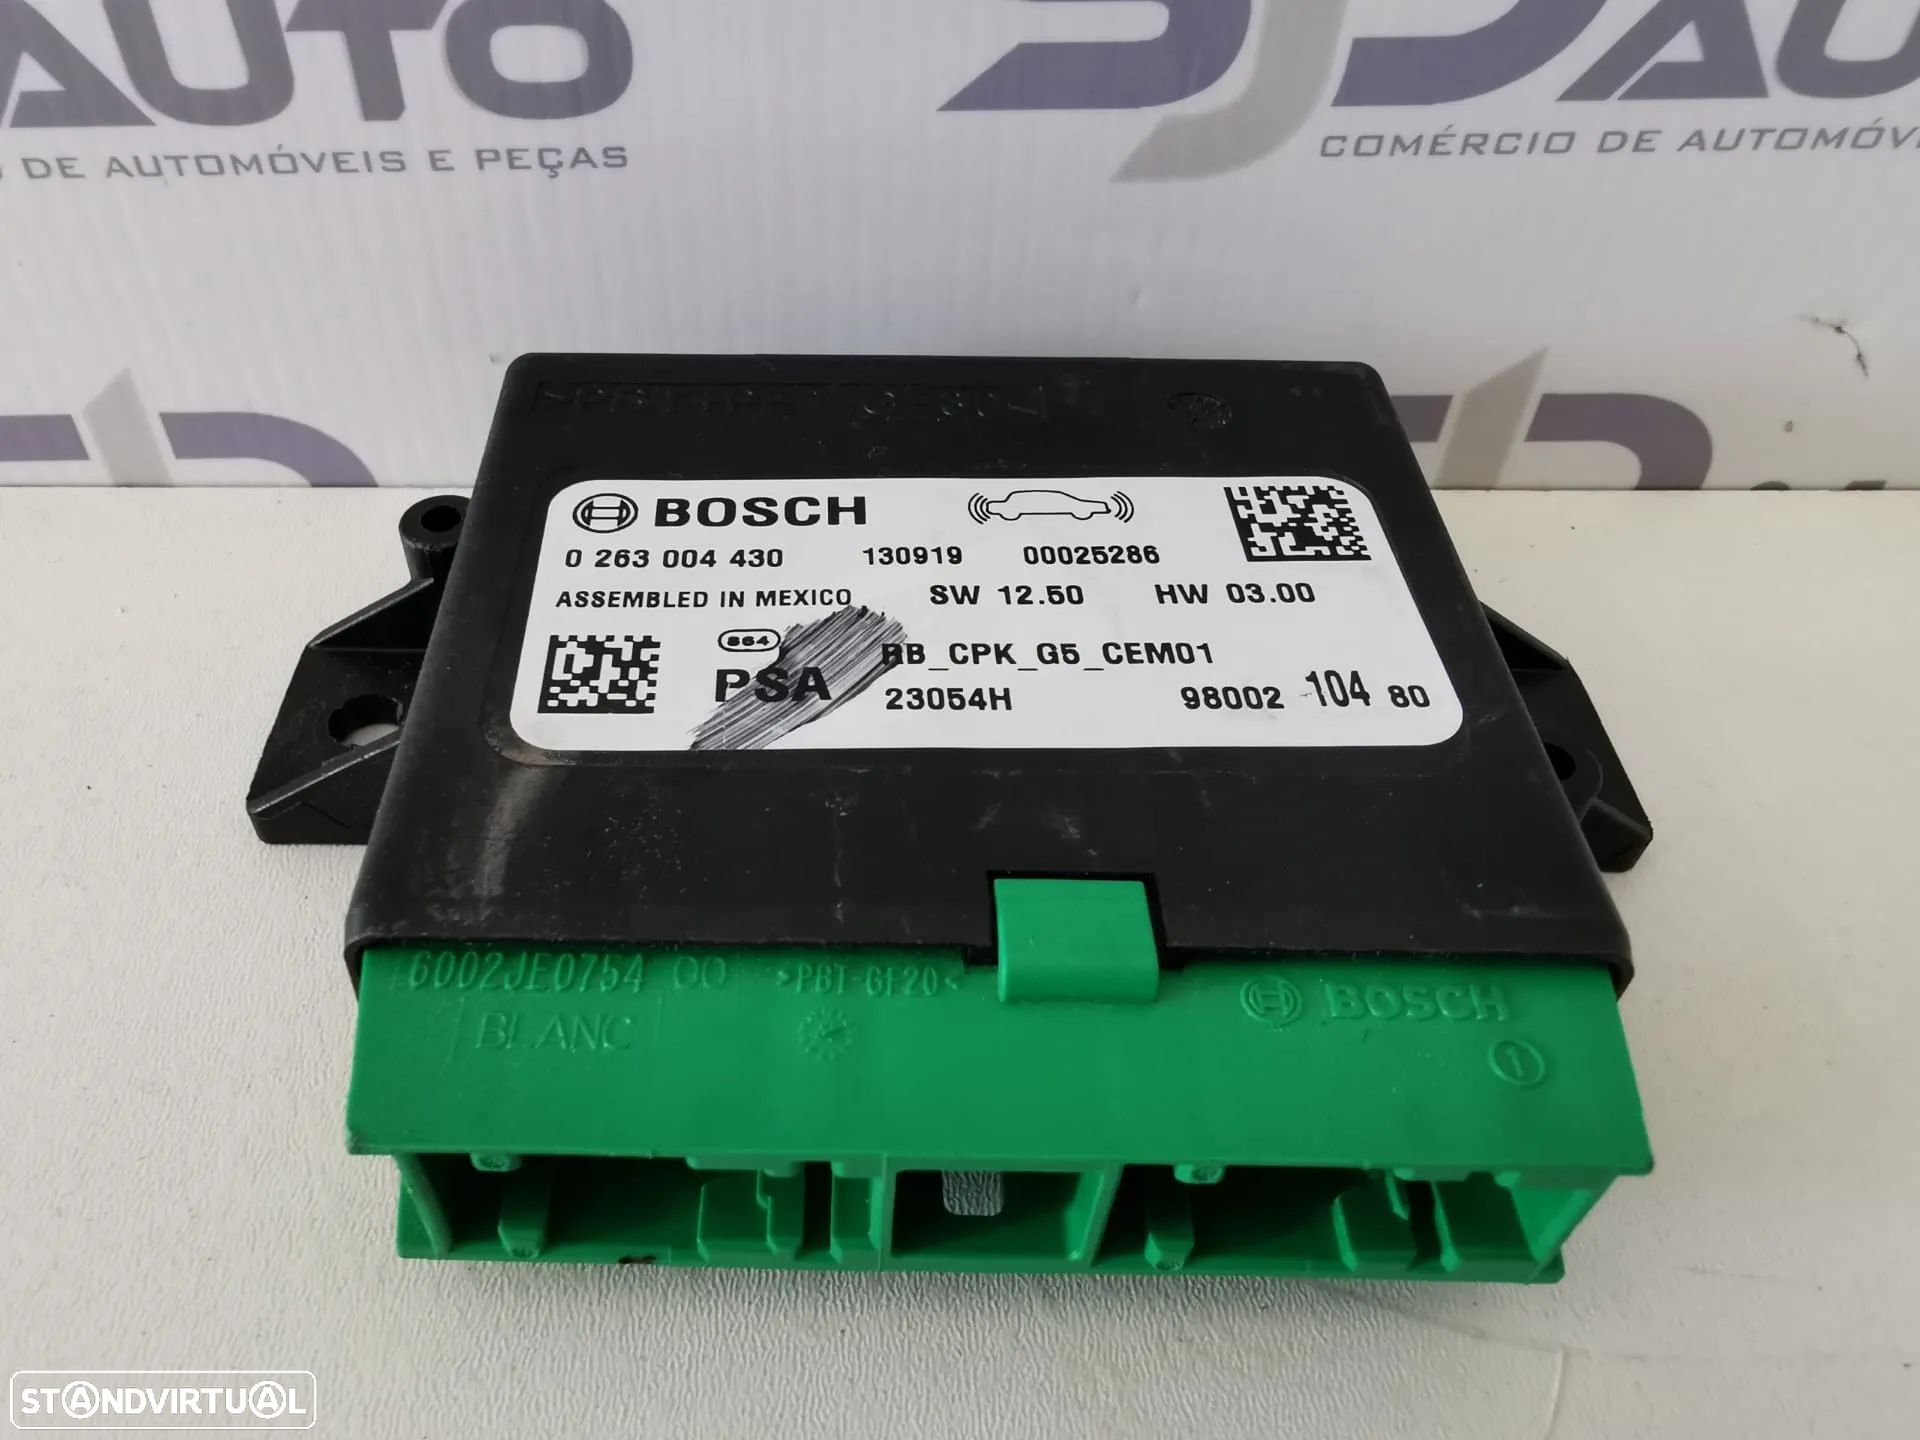 AUTO
DE AUTOMÓVEIS E PEÇAS
COMÉRCIO DE AUTOMÓV
BOSCH
0 263 004 430 130919 00025286
ASSEMBLED IN MEXICO SW 12.50 HW 03.00
864
PSA RB_CPK_G5_CEM01
23054H 98002 104 80
6002JE0754 00 >PBT-GF20< BOSCH
BLANC 1
STANDVIRTUAL